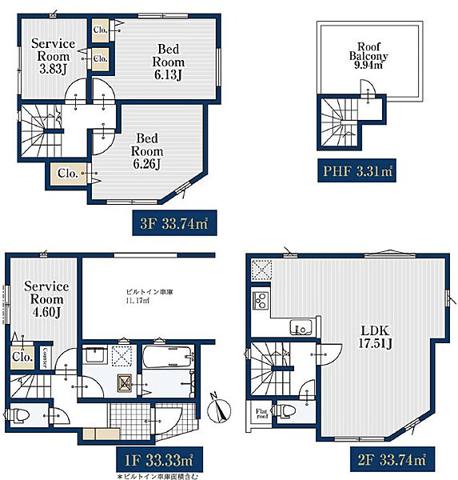 Service
Room
3.83J
Clo.
Clo.
Bed
Room
6.13J
Bed
Room
6.26J
Clo.
3F 33.74㎡
Roof
Balcony
9.94㎡
PHF 3.31㎡
Service
Room
4.60J
Clo.
ビルトイン車庫
11.17㎡
N
1F 33.33㎡
＊ビルトイン車庫面積含む
LDK
17.51J
Flat
roof
2F 33.74㎡